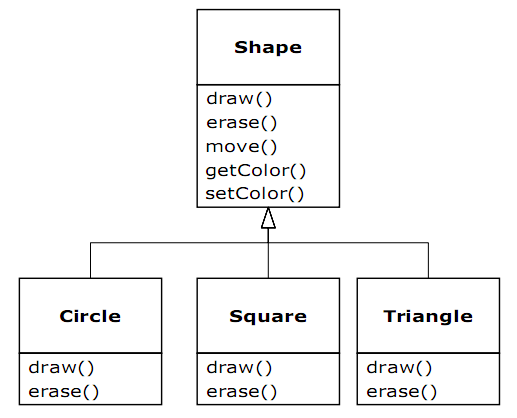 Shape
draw()
erase()
move()
getColor()
setColor()
Circle
draw()
erase()
Square
draw()
erase()
Triangle
draw()
erase()